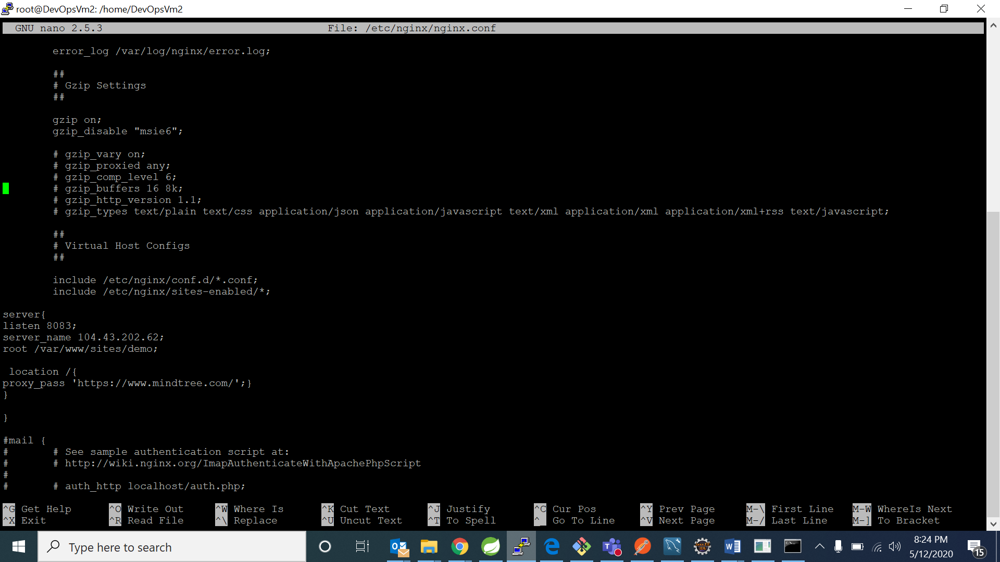 root@DevOpsVm2: /home/DevOpsVm2
GNU nano 2.5.3 File: /etc/nginx/nginx.conf
error_log /var/log/nginx/error.log;
##
# Gzip Settings
##
gzip on;
gzip_disable "msie6";
# gzip_vary on;
# gzip_proxied any;
# gzip_comp_level 6;
# gzip_buffers 16 8k;
# gzip_http_version 1.1;
# gzip_types text/plain text/css application/json application/javascript text/xml application/xml application/xml+rss text/javascript;
##
# Virtual Host Configs
##
include /etc/nginx/conf.d/*.conf;
include /etc/nginx/sites-enabled/*;
server{
listen 8083;
server_name 104.43.202.62;
root /var/www/sites/demo;
location /{
proxy_pass 'https://www.mindtree.com/';}
}
}
#mail {
# # See sample authentication script at:
# # http://wiki.nginx.org/ImapAuthenticateWithApachePhpScript
#
# # auth_http localhost/auth.php;
^G Get Help ^O Write Out ^W Where Is ^K Cut Text ^J Justify ^C Cur Pos ^Y Prev Page M-\ First Line M-W WhereIs Next
^X Exit ^R Read File ^\ Replace ^U Uncut Text ^T To Spell ^_ Go To Line ^V Next Page M-/ Last Line M-] To Bracket
Type here to search
8:24 PM
5/12/2020
15